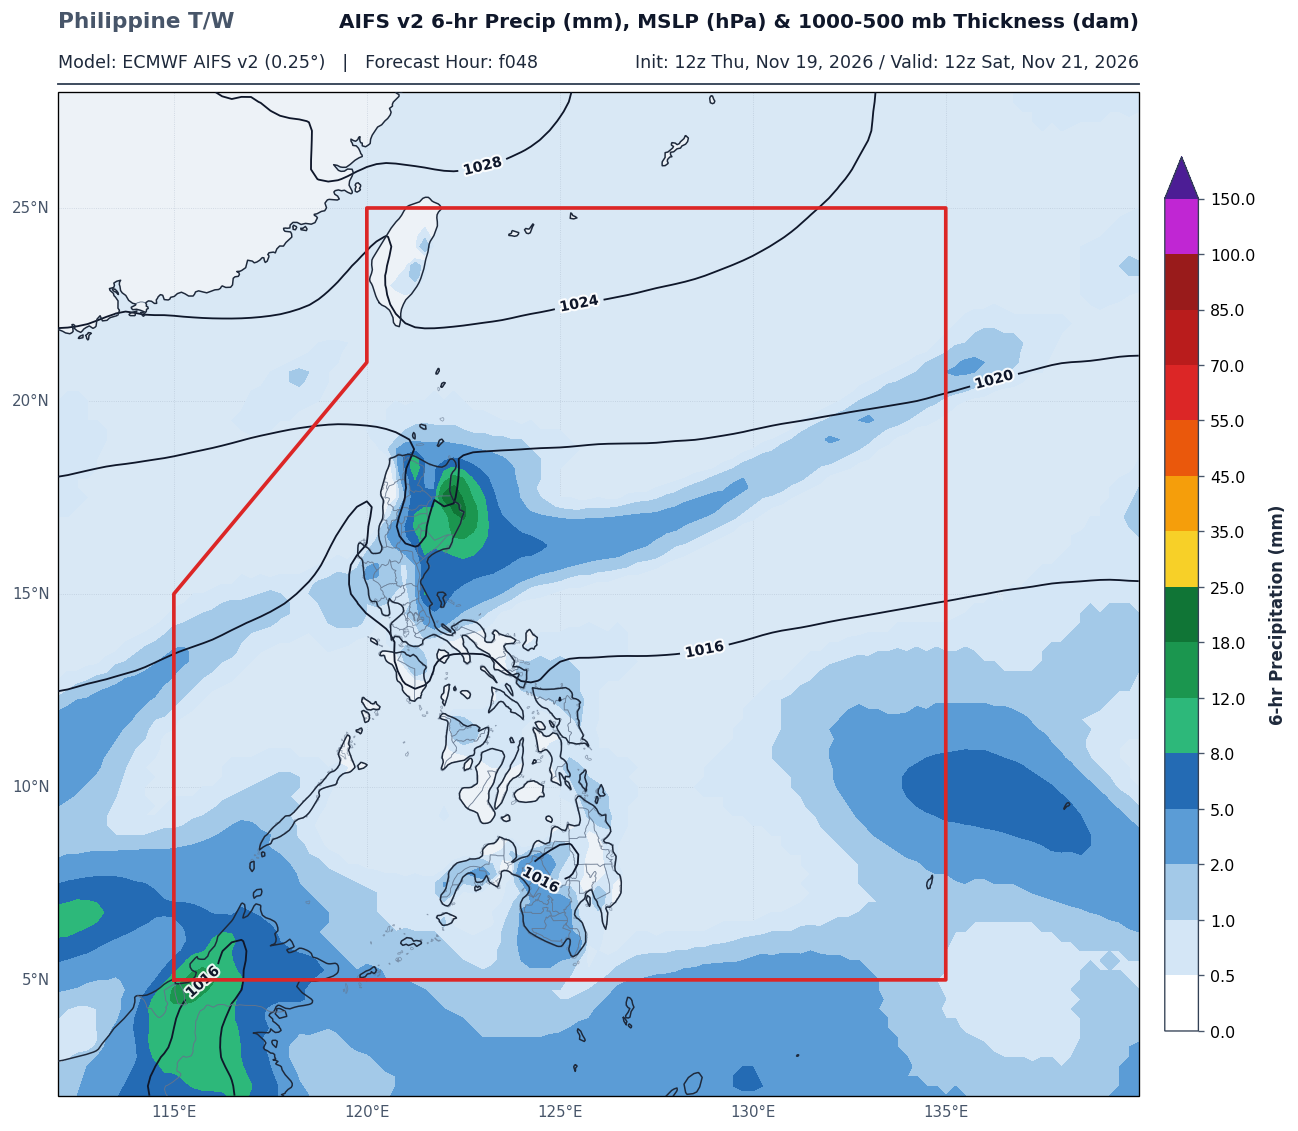 Philippine T/W
AIFS v2 6-hr Precip (mm), MSLP (hPa) & 1000-500 mb Thickness (dam)
Model: ECMWF AIFS v2 (0.25°) | Forecast Hour: f048
Init: 12z Thu, Nov 19, 2026 / Valid: 12z Sat, Nov 21, 2026
1028
1024
1020
1016
1016
1016
25°N
20°N
15°N
10°N
5°N
115°E
120°E
125°E
130°E
135°E
150.0
100.0
85.0
70.0
55.0
45.0
35.0
25.0
18.0
12.0
8.0
5.0
2.0
1.0
0.5
0.0
6-hr Precipitation (mm)